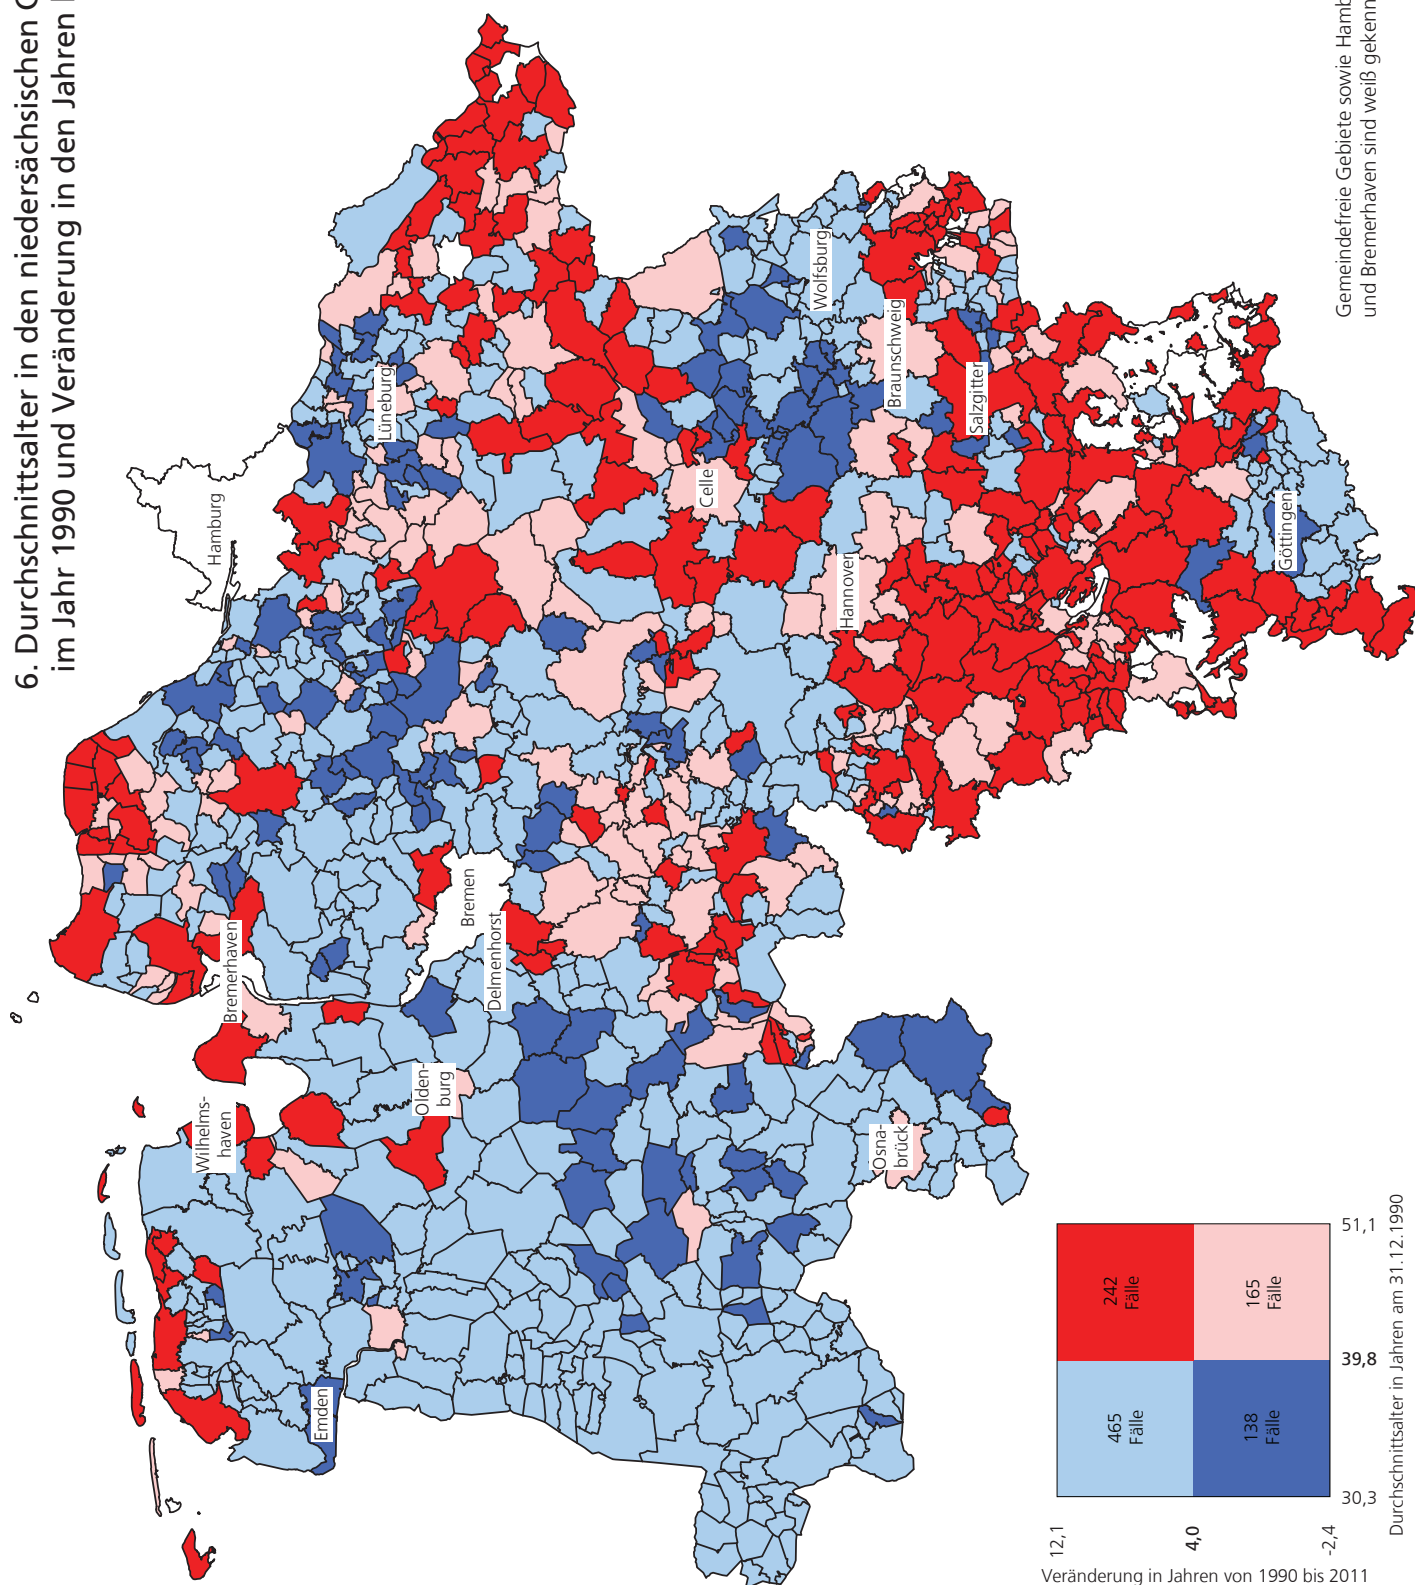 6. Durchschnittsalter in den niedersächsischen
im Jahr 1990 und Veränderung in den Jahren
Hamburg
Lüneburg
Bremerhaven
Wilhelms-
haven
Emden
Olden-
burg
Bremen
Delmenhorst
Celle
Wolfsburg
Hannover
Braunschweig
Salzgitter
Osna-
brück
Göttingen
Gemeindefreie Gebiete sowie
und Bremerhaven sind weiß
12,1
4,0
-2,4
Veränderung in Jahren von 1990 bis 2011
465
Fälle
242
Fälle
138
Fälle
165
Fälle
30,3
39,8
51,1
Durchschnittsalter in Jahren am 31.12.1990